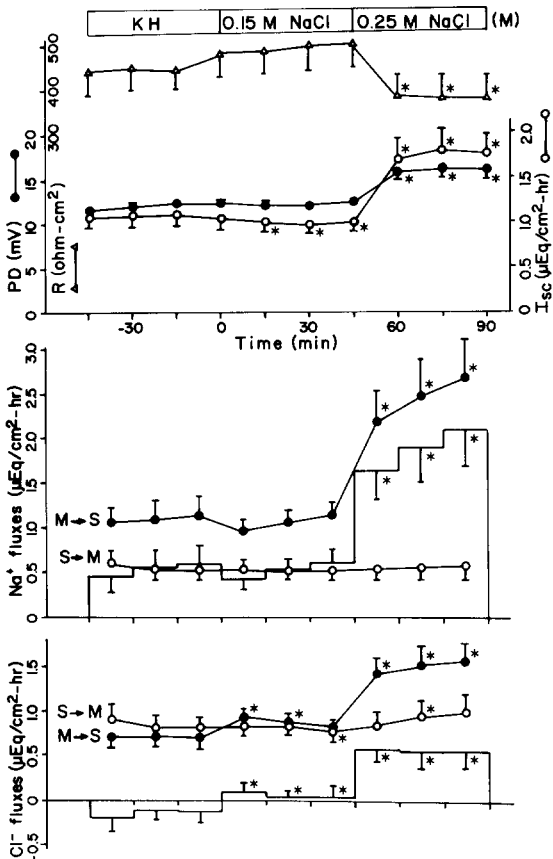 KH 0.15 M NaCl 0.25 M NaCl (M)
500
400
300
20
15
10
5
0
PD (mV)
R (ohm-cm²)
2.0
1.5
1.0
0.5
0
Isc (μEq/cm²-hr)
* * *
* * *
* * *
* * *
-30 0 30 60 90
Time (min)
3.0
2.5
2.0
1.5
1.0
0.5
0
Na⁺ fluxes (μEq/cm²-hr)
M→S
S→M
* * *
* * *
1.5
1.0
0.5
0
-0.5
Cl⁻ fluxes (μEq/cm²-hr)
S→M
M→S
* * * * *
* *
* * * * * *